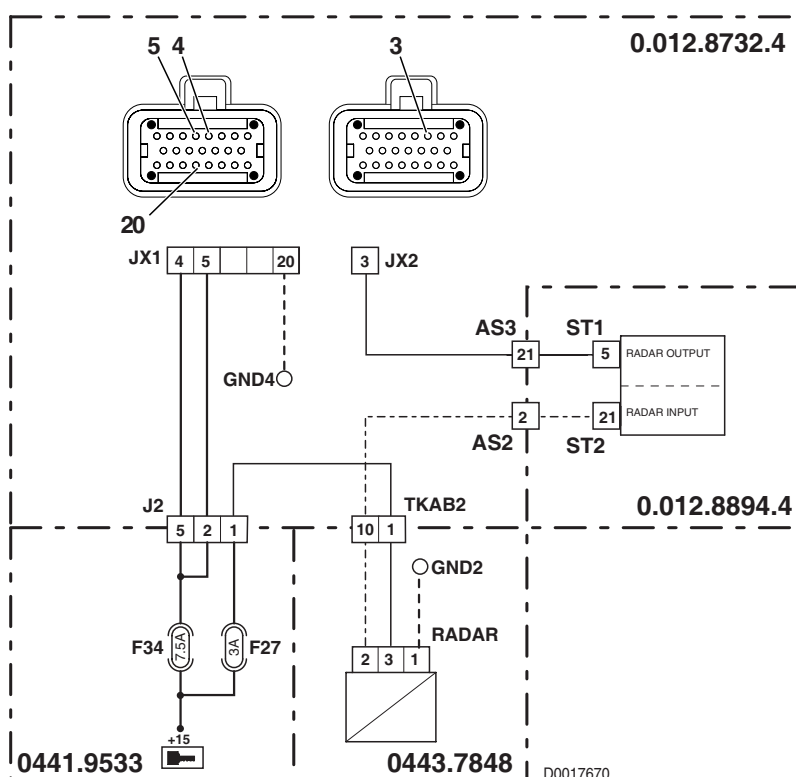 0.012.8732.4
5 4
3
20
JX1 4 5 20
3 JX2
AS3 ST1
21 5 RADAR OUTPUT
GND4
2 21 RADAR INPUT
AS2 ST2
J2 TKAB2 0.012.8894.4
5 2 1 10 1
GND2
RADAR
F34 7.5A 3A F27
2 3 1
+15
0441.9533 0443.7848 D0017670